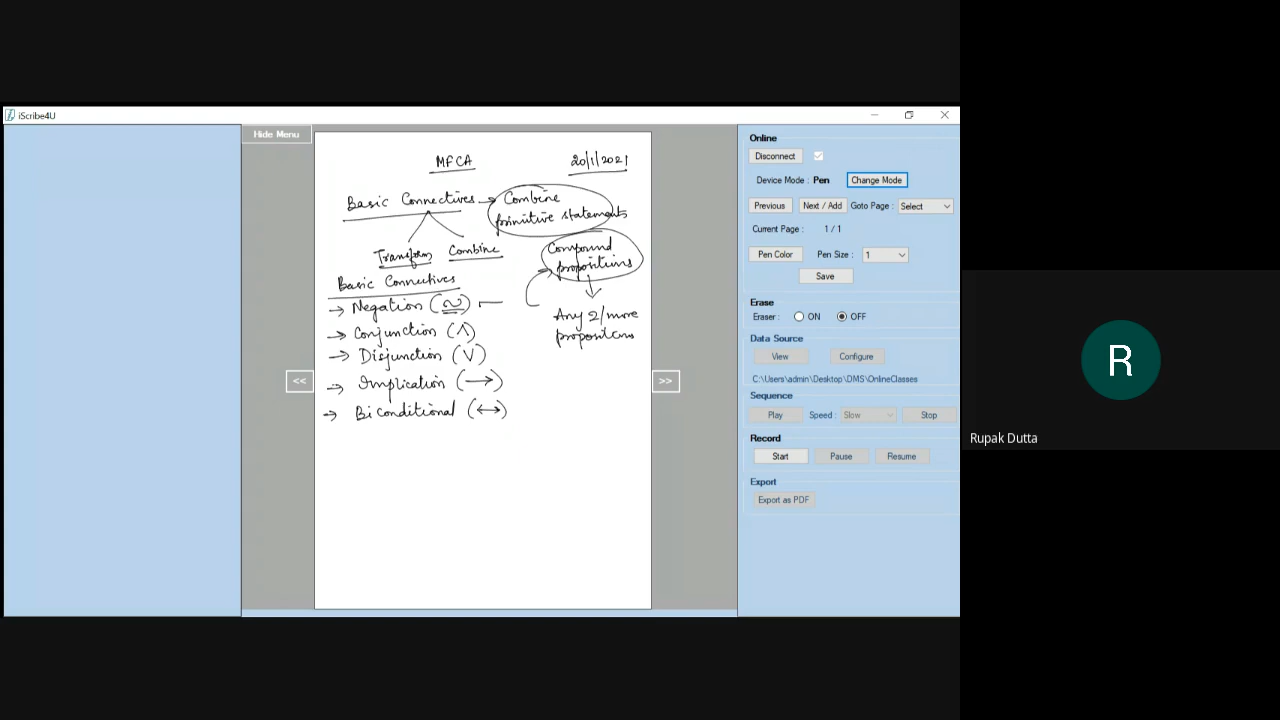 iScribe4U
Hide Menu
MFCA 20/1/2021
Basic Connectives → Combine
primitive statements
Transform Combine
Compound
propositions
Basic Connectives
→ Negation (~) ⌐
→ Conjunction (∧)
→ Disjunction (∨)
→ Implication (→)
→ Biconditional (↔)
Any 2/more
propositions
<<
>>
Online
Disconnect
Device Mode : Pen Change Mode
Previous Next / Add Goto Page : Select
Current Page : 1 / 1
Pen Color Pen Size : 1
Save
Erase
Eraser : ON OFF
Data Source
View Configure
C:\Users\admin\Desktop\DMS\OnlineClasses
Sequence
Play Speed : Slow Stop
Record
Start Pause Resume
Export
Export as PDF
R
Rupak Dutta